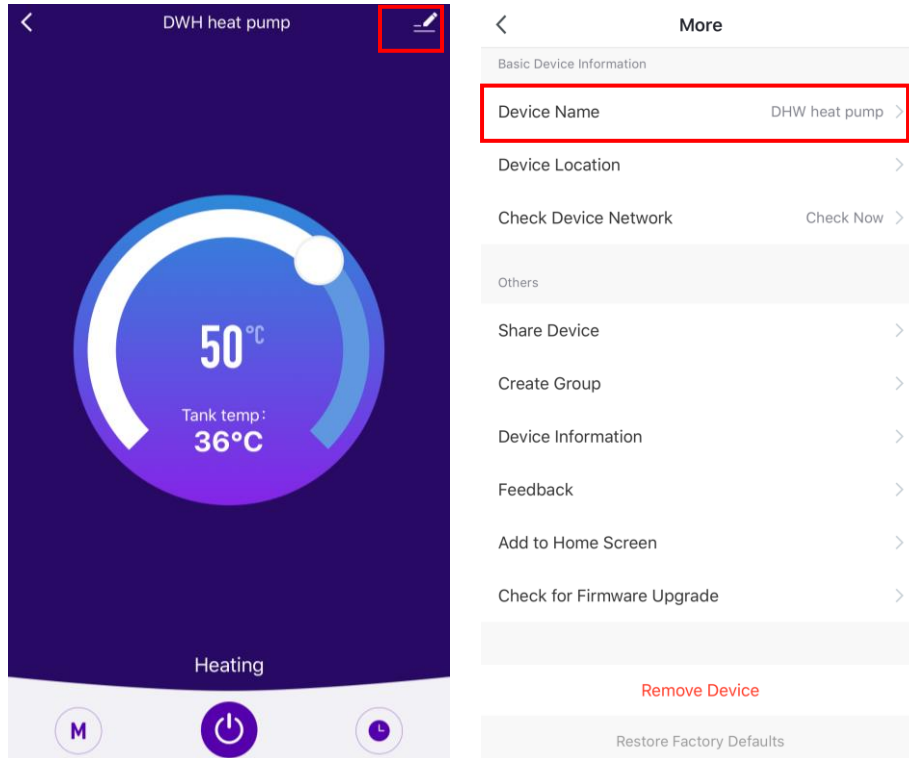 DWH heat pump
50°C
Tank temp:
36°C
Heating
M
More
Basic Device Information
Device Name DHW heat pump
Device Location
Check Device Network Check Now
Others
Share Device
Create Group
Device Information
Feedback
Add to Home Screen
Check for Firmware Upgrade
Remove Device
Restore Factory Defaults